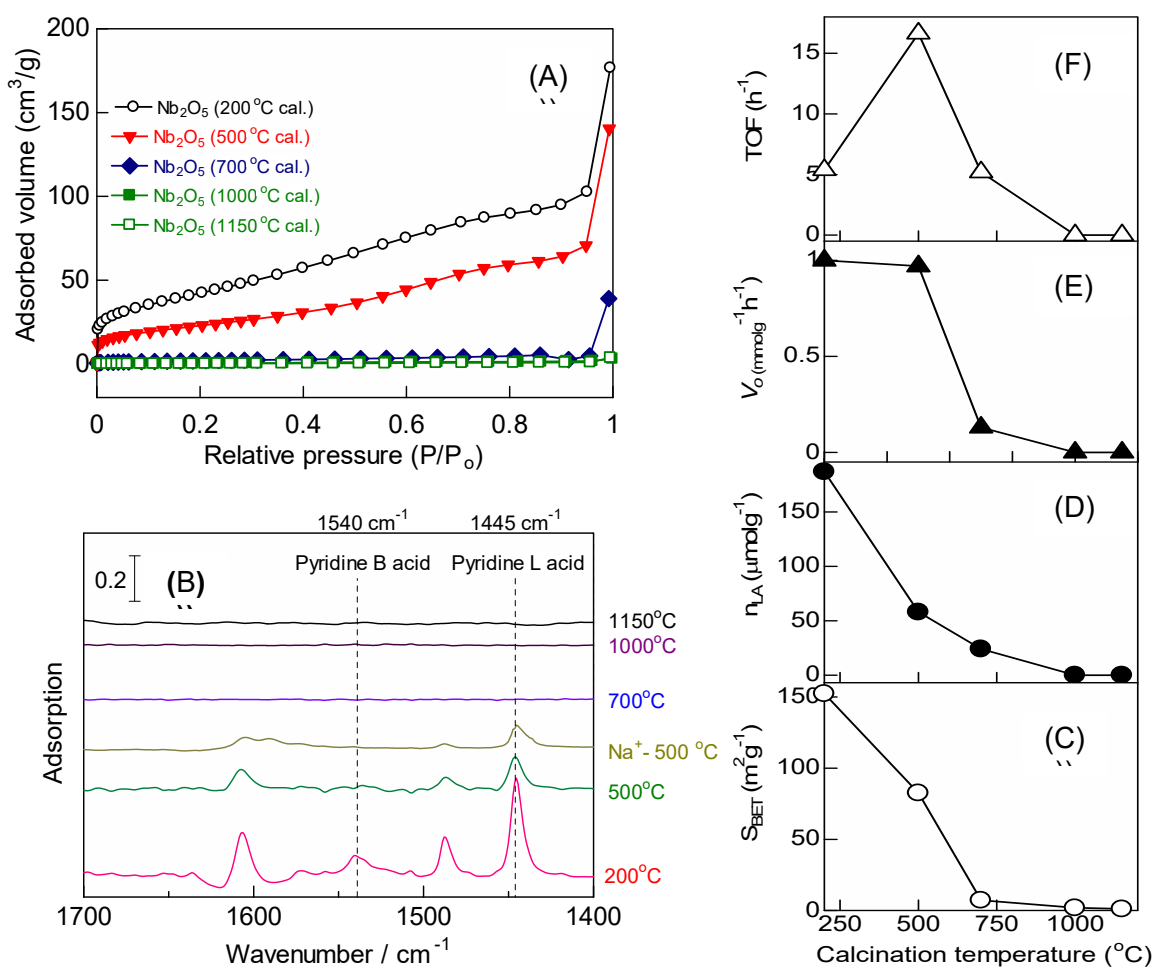 200
150
100
50
0
Adsorbed volume (cm³/g)
(A)
Nb₂O₅ (200 °C cal.)
Nb₂O₅ (500 °C cal.)
Nb₂O₅ (700 °C cal.)
Nb₂O₅ (1000 °C cal.)
Nb₂O₅ (1150 °C cal.)
0 0.2 0.4 0.6 0.8 1
Relative pressure (P/Pₒ)
1540 cm⁻¹ 1445 cm⁻¹
0.2 (B) Pyridine B acid Pyridine L acid
1150°C
1000°C
700°C
Na⁺- 500 °C
500°C
200°C
Adsorption
1700 1600 1500 1400
Wavenumber / cm⁻¹
15
10
5
0
TOF (h⁻¹)
(F)
1
0.5
Vₒ (mmolg⁻¹h⁻¹)
(E)
150
100
50
0
n_LA (μmolg⁻¹)
(D)
150
100
50
0
S_BET (m²g⁻¹)
(C)
250 500 750 1000
Calcination temperature (°C)